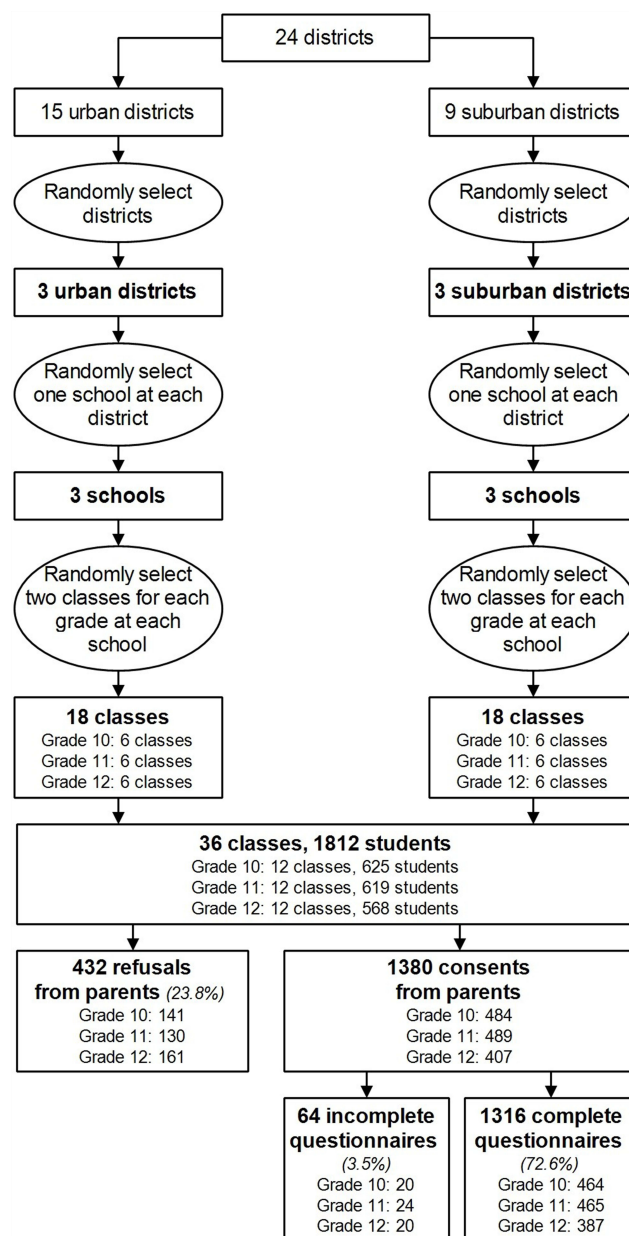 24 districts
15 urban districts
9 suburban districts
Randomly select
districts
Randomly select
districts
3 urban districts
3 suburban districts
Randomly select
one school at each
district
Randomly select
one school at each
district
3 schools
3 schools
Randomly select
two classes for each
grade at each
school
Randomly select
two classes for each
grade at each
school
18 classes
Grade 10: 6 classes
Grade 11: 6 classes
Grade 12: 6 classes
18 classes
Grade 10: 6 classes
Grade 11: 6 classes
Grade 12: 6 classes
36 classes, 1812 students
Grade 10: 12 classes, 625 students
Grade 11: 12 classes, 619 students
Grade 12: 12 classes, 568 students
432 refusals
from parents (23.8%)
Grade 10: 141
Grade 11: 130
Grade 12: 161
1380 consents
from parents
Grade 10: 484
Grade 11: 489
Grade 12: 407
64 incomplete
questionnaires
(3.5%)
Grade 10: 20
Grade 11: 24
Grade 12: 20
1316 complete
questionnaires
(72.6%)
Grade 10: 464
Grade 11: 465
Grade 12: 387